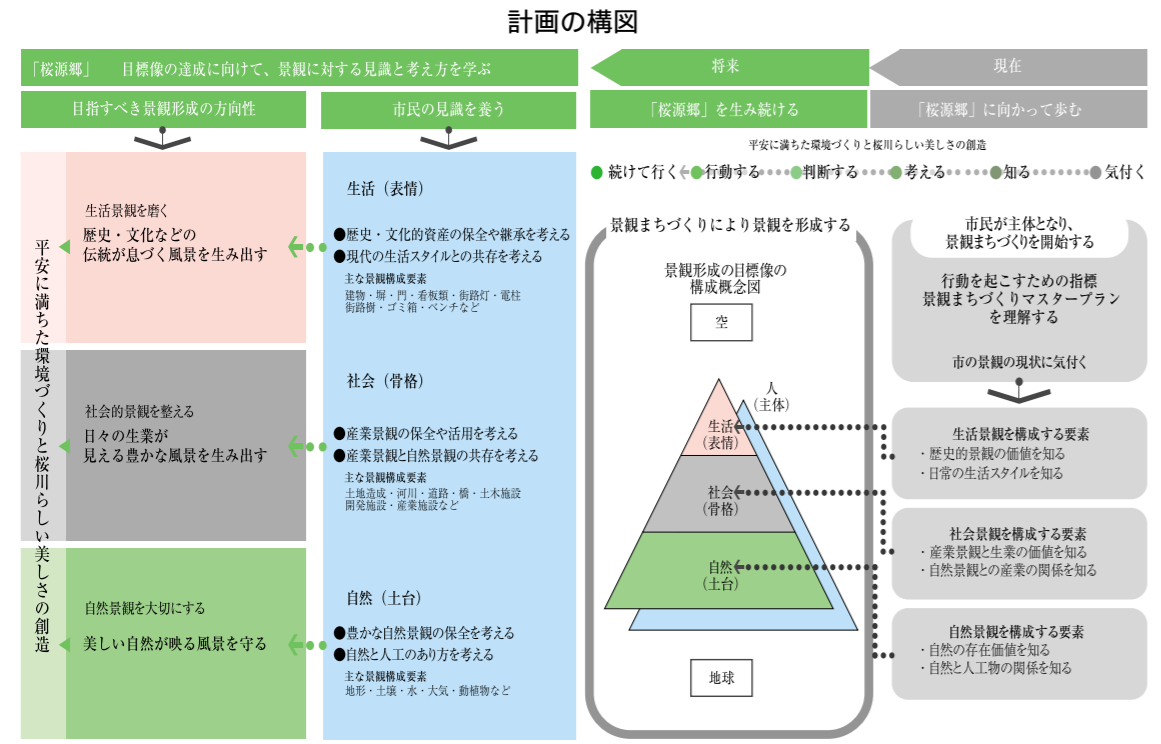 計画の構図
「桜源郷」　目標像の達成に向けて、景観に対する見識と考え方を学ぶ
将来
現在
目指すべき景観形成の方向性
市民の見識を養う
「桜源郷」を生み続ける
「桜源郷」に向かって歩む
平安に満ちた環境づくりと桜川らしい美しさの創造
続けて行く
行動する
判断する
考える
知る
気付く
平安に満ちた環境づくりと桜川らしい美しさの創造
生活景観を磨く
歴史・文化などの
伝統が息づく風景を生み出す
社会的景観を整える
日々の生業が
見える豊かな風景を生み出す
自然景観を大切にする
美しい自然が映る風景を守る
生活（表情）
●歴史・文化的資産の保全や継承を考える
●現代の生活スタイルとの共存を考える
主な景観構成要素
建物・塀・門・看板類・街路灯・電柱
街路樹・ゴミ箱・ベンチなど
社会（骨格）
●産業景観の保全や活用を考える
●産業景観と自然景観の共存を考える
主な景観構成要素
土地造成・河川・道路・橋・土木施設
開発施設・産業施設など
自然（土台）
●豊かな自然景観の保全を考える
●自然と人工のあり方を考える
主な景観構成要素
地形・土壌・水・大気・動植物など
景観まちづくりにより景観を形成する
景観形成の目標像の
構成概念図
空
人
（主体）
生活
（表情）
社会
（骨格）
自然
（土台）
地球
市民が主体となり、
景観まちづくりを開始する
行動を起こすための指標
景観まちづくりマスタープラン
を理解する
市の景観の現状に気付く
生活景観を構成する要素
・歴史的景観の価値を知る
・日常の生活スタイルを知る
社会景観を構成する要素
・産業景観と生業の価値を知る
・自然景観との産業の関係を知る
自然景観を構成する要素
・自然の存在価値を知る
・自然と人工物の関係を知る